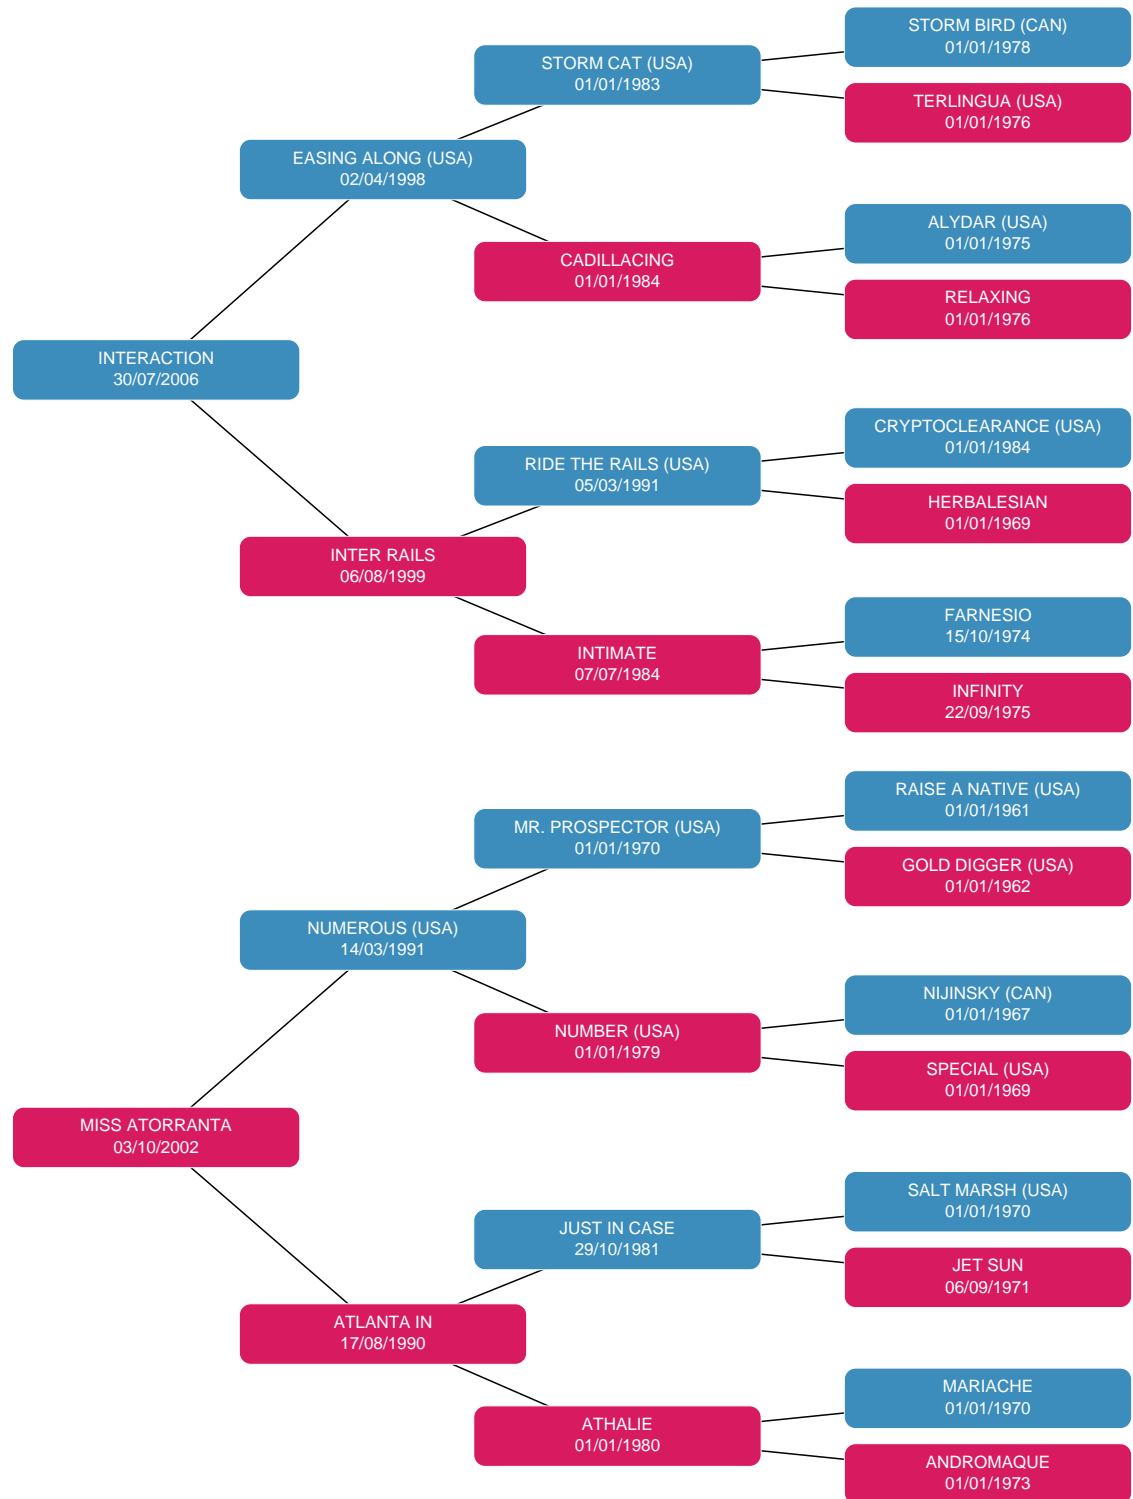 STORM BIRD (CAN)
01/01/1978
STORM CAT (USA)
01/01/1983
TERLINGUA (USA)
01/01/1976
EASING ALONG (USA)
02/04/1998
ALYDAR (USA)
01/01/1975
CADILLACING
01/01/1984
RELAXING
01/01/1976
INTERACTION
30/07/2006
CRYPTOCLEARANCE (USA)
01/01/1984
RIDE THE RAILS (USA)
05/03/1991
HERBALESIAN
01/01/1969
INTER RAILS
06/08/1999
FARNESIO
15/10/1974
INTIMATE
07/07/1984
INFINITY
22/09/1975
RAISE A NATIVE (USA)
01/01/1961
MR. PROSPECTOR (USA)
01/01/1970
GOLD DIGGER (USA)
01/01/1962
NUMEROUS (USA)
14/03/1991
NIJINSKY (CAN)
01/01/1967
NUMBER (USA)
01/01/1979
SPECIAL (USA)
01/01/1969
MISS ATORRANTA
03/10/2002
SALT MARSH (USA)
01/01/1970
JUST IN CASE
29/10/1981
JET SUN
06/09/1971
ATLANTA IN
17/08/1990
MARIACHE
01/01/1970
ATHALIE
01/01/1980
ANDROMAQUE
01/01/1973